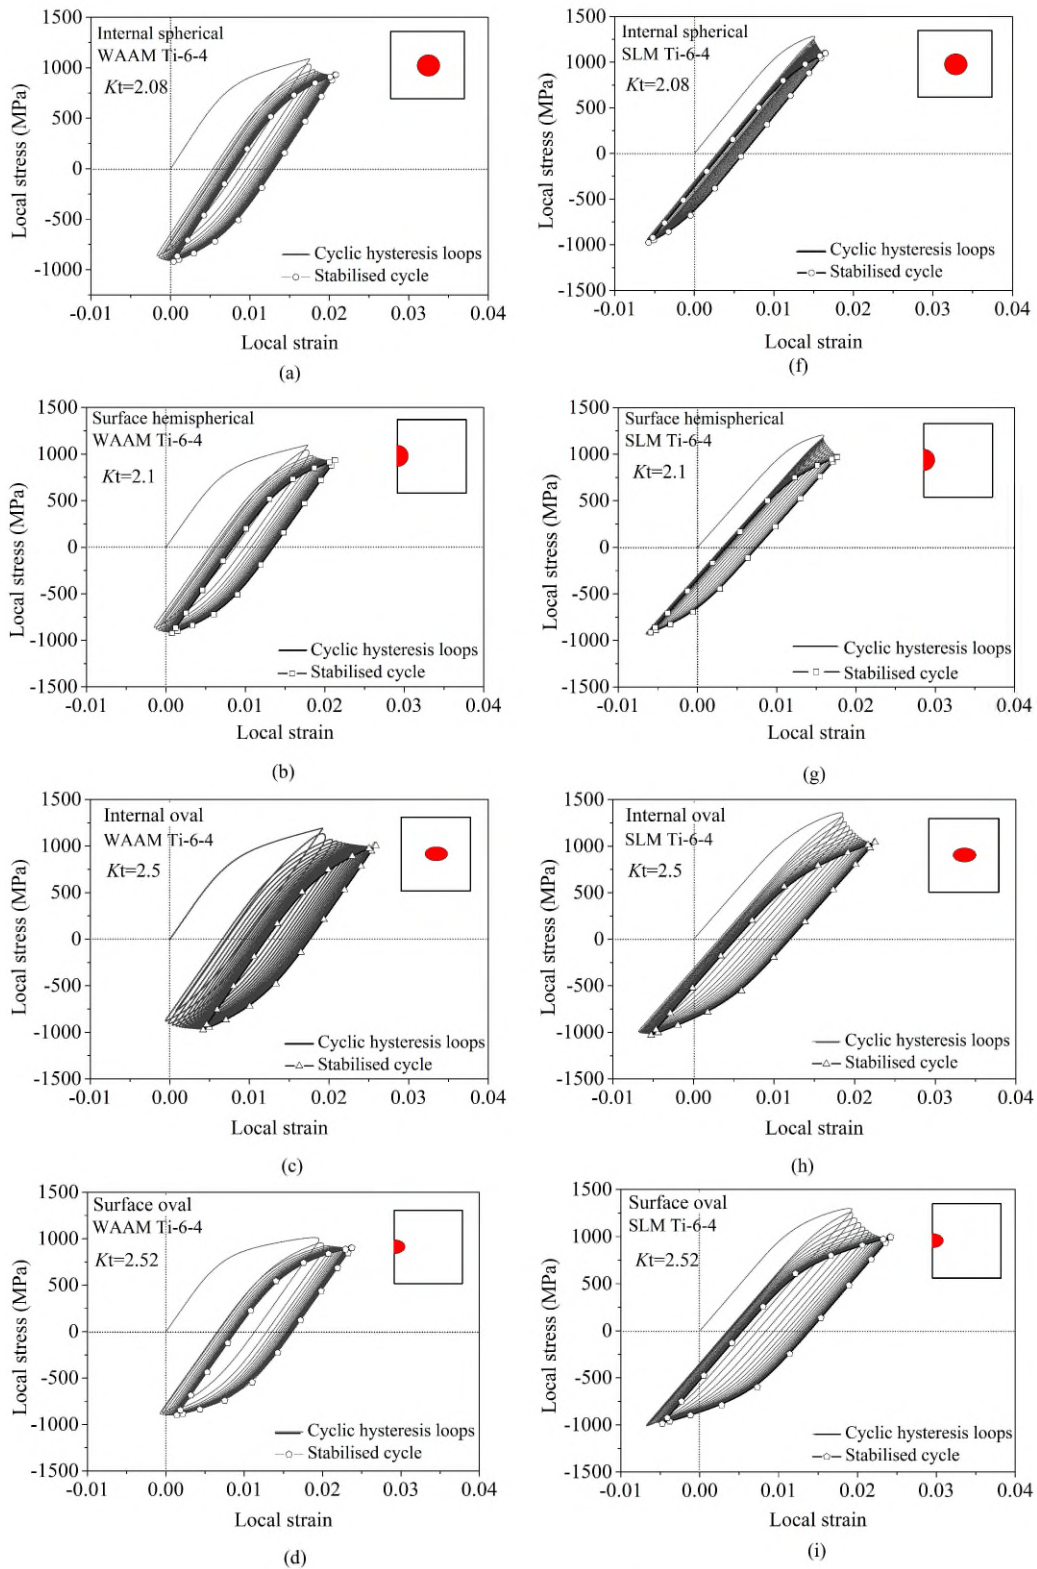 Internal spherical
WAAM Ti-6-4
Kt=2.08
1500
1000
500
0
-500
-1000
Local stress (MPa)
Cyclic hysteresis loops
Stabilised cycle
-0.01 0.00 0.01 0.02 0.03 0.04
Local strain
(a)
Internal spherical
SLM Ti-6-4
Kt=2.08
1500
1000
500
0
-500
-1000
-1500
Local stress (MPa)
Cyclic hysteresis loops
Stabilised cycle
-0.01 0.00 0.01 0.02 0.03 0.04
Local strain
(f)
Surface hemispherical
WAAM Ti-6-4
Kt=2.1
1500
1000
500
0
-500
-1000
-1500
Local stress (MPa)
Cyclic hysteresis loops
Stabilised cycle
-0.01 0.00 0.01 0.02 0.03 0.04
Local strain
(b)
Surface hemispherical
SLM Ti-6-4
Kt=2.1
1500
1000
500
0
-500
-1000
-1500
Local stress (MPa)
Cyclic hysteresis loops
Stabilised cycle
-0.01 0.00 0.01 0.02 0.03 0.04
Local strain
(g)
Internal oval
WAAM Ti-6-4
Kt=2.5
1500
1000
500
0
-500
-1000
-1500
Local stress (MPa)
Cyclic hysteresis loops
Stabilised cycle
-0.01 0.00 0.01 0.02 0.03 0.04
Local strain
(c)
Internal oval
SLM Ti-6-4
Kt=2.5
1500
1000
500
0
-500
-1000
-1500
Local stress (MPa)
Cyclic hysteresis loops
Stabilised cycle
-0.01 0.00 0.01 0.02 0.03 0.04
Local strain
(h)
Surface oval
WAAM Ti-6-4
Kt=2.52
1500
1000
500
0
-500
-1000
-1500
Local stress (MPa)
Cyclic hysteresis loops
Stabilised cycle
-0.01 0.00 0.01 0.02 0.03 0.04
Local strain
(d)
Surface oval
SLM Ti-6-4
Kt=2.52
1500
1000
500
0
-500
-1000
-1500
Local stress (MPa)
Cyclic hysteresis loops
Stabilised cycle
-0.01 0.00 0.01 0.02 0.03 0.04
Local strain
(i)